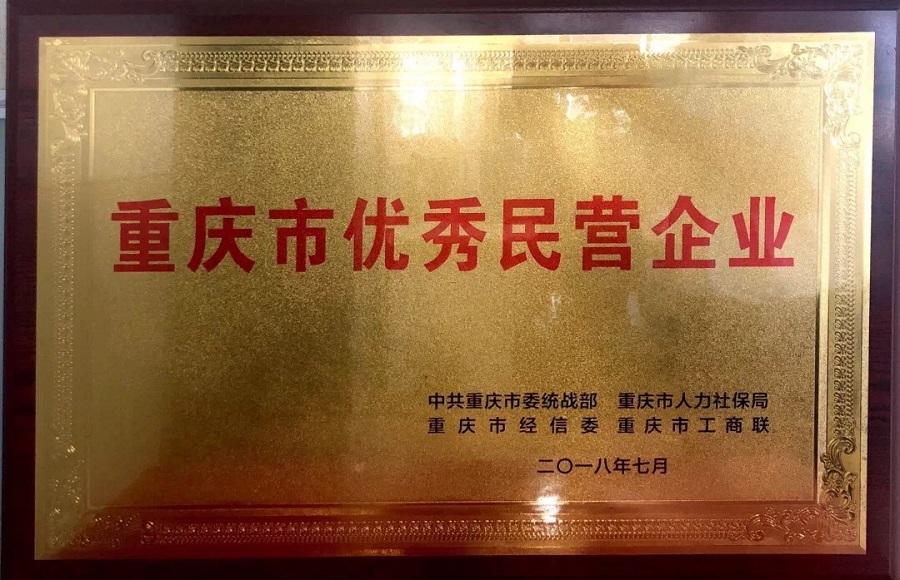 重庆市优秀民营企业
中共重庆市委统战部 重庆市人力社保局
重庆市经信委 重庆市工商联
二〇一八年七月